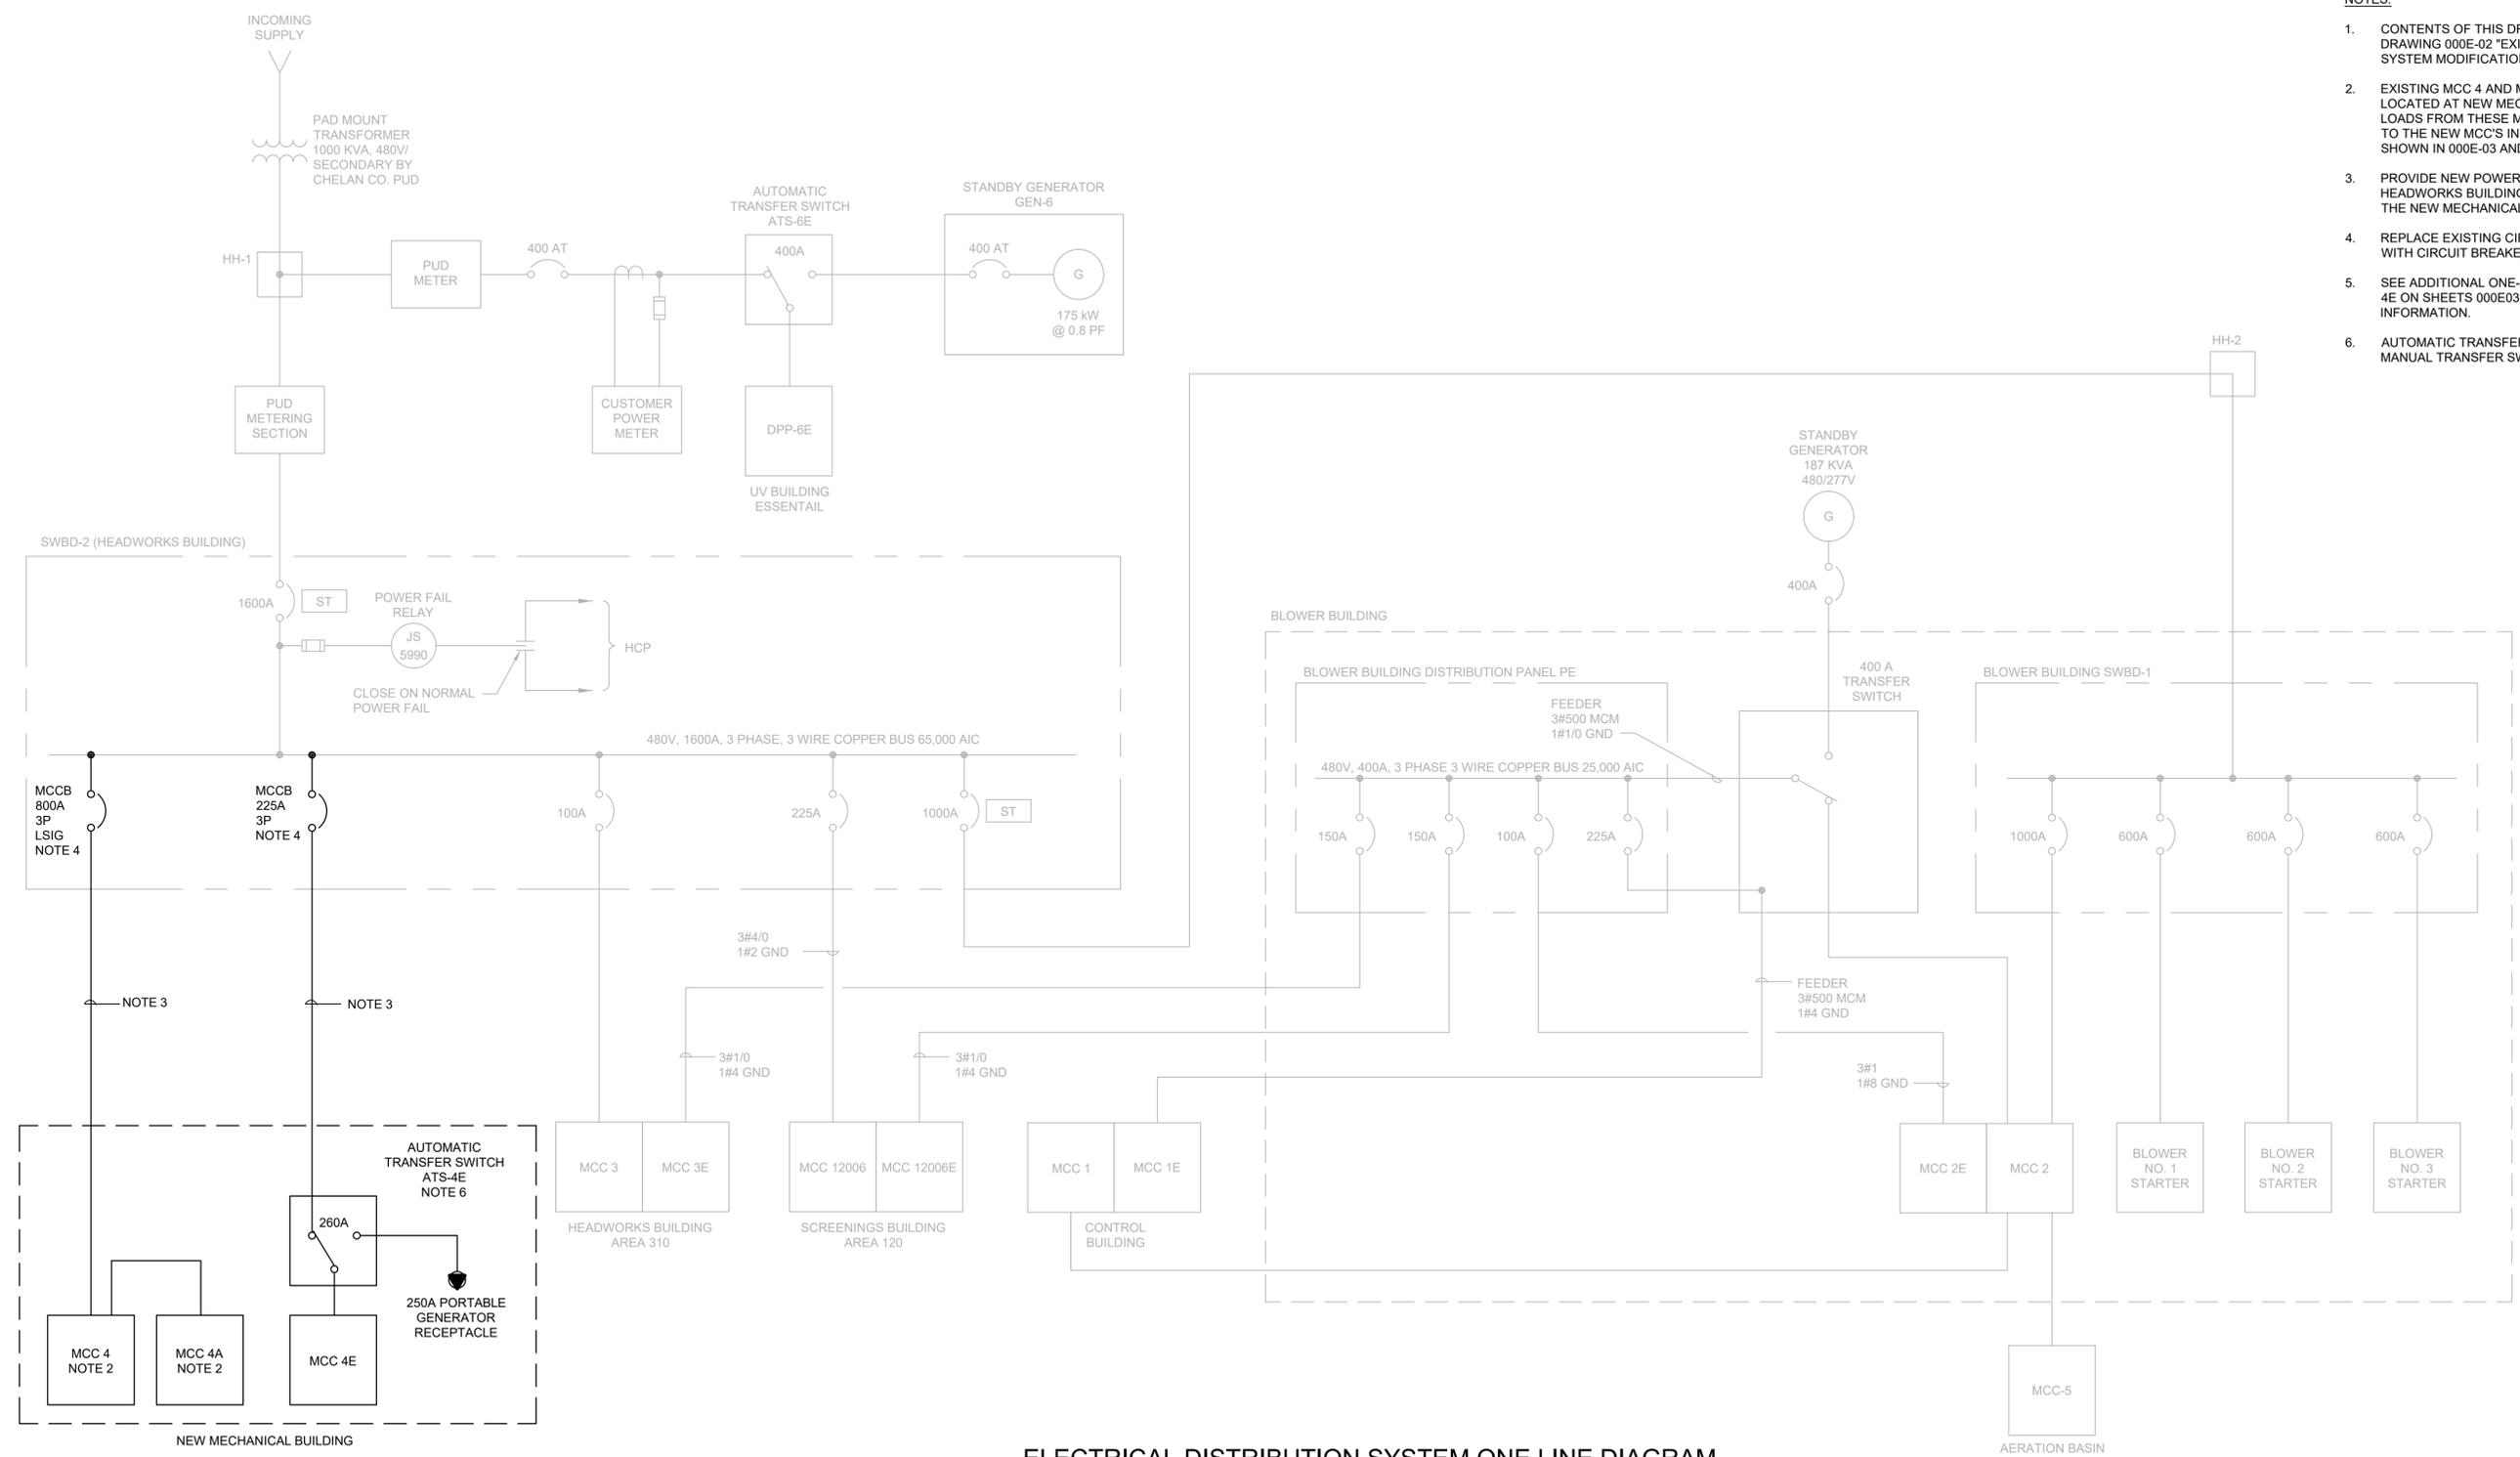 INCOMING
SUPPLY
PAD MOUNT
TRANSFORMER
1000 KVA, 480V/
SECONDARY BY
CHELAN CO. PUD
HH-1
PUD
METER
400 AT
AUTOMATIC
TRANSFER SWITCH
ATS-6E
400A
STANDBY GENERATOR
GEN-6
400 AT
G
175 kW
@ 0.8 PF
PUD
METERING
SECTION
CUSTOMER
POWER
METER
DPP-6E
UV BUILDING
ESSENTAIL
NOTES:
1. CONTENTS OF THIS
DRAWING 000E-02
SYSTEM
2. EXISTING MCC 4 AND
LOCATED AT NEW
LOADS FROM THESE
TO THE NEW MCC'S IN
SHOWN IN 000E-03
3. PROVIDE NEW POWER
HEADWORKS
THE NEW
4. REPLACE EXISTING
WITH CIRCUIT
5. SEE ADDITIONAL
4E ON SHEETS
INFORMATION.
6. AUTOMATIC
MANUAL TRANSFER
HH-2
STANDBY
GENERATOR
187 KVA
480/277V
G
400A
SWBD-2 (HEADWORKS BUILDING)
1600A
ST
POWER FAIL
RELAY
JS
5990
HCP
CLOSE ON NORMAL
POWER FAIL
480V, 1600A, 3 PHASE, 3 WIRE COPPER BUS 65,000 AIC
MCCB
800A
3P
LSIG
NOTE 4
MCCB
225A
3P
NOTE 4
100A
225A
1000A
ST
BLOWER BUILDING
BLOWER BUILDING DISTRIBUTION PANEL PE
FEEDER
3#500 MCM
1#1/0 GND
400 A
TRANSFER
SWITCH
BLOWER BUILDING SWBD-1
480V, 400A, 3 PHASE 3 WIRE COPPER BUS 25,000 AIC
150A
150A
100A
225A
1000A
600A
600A
600A
3#4/0
1#2 GND
NOTE 3
NOTE 3
FEEDER
3#500 MCM
1#4 GND
3#1/0
1#4 GND
3#1/0
1#4 GND
3#1
1#8 GND
AUTOMATIC
TRANSFER SWITCH
ATS-4E
NOTE 6
260A
250A PORTABLE
GENERATOR
RECEPTACLE
MCC 4
NOTE 2
MCC 4A
NOTE 2
MCC 4E
NEW MECHANICAL BUILDING
MCC 3
MCC 3E
HEADWORKS BUILDING
AREA 310
MCC 12006
MCC 12006E
SCREENINGS BUILDING
AREA 120
MCC 1
MCC 1E
CONTROL
BUILDING
MCC 2E
MCC 2
BLOWER
NO. 1
STARTER
BLOWER
NO. 2
STARTER
BLOWER
NO. 3
STARTER
MCC-5
AERATION BASIN
ELECTRICAL DISTRIBUTION SYSTEM ONE LINE DIAGRAM